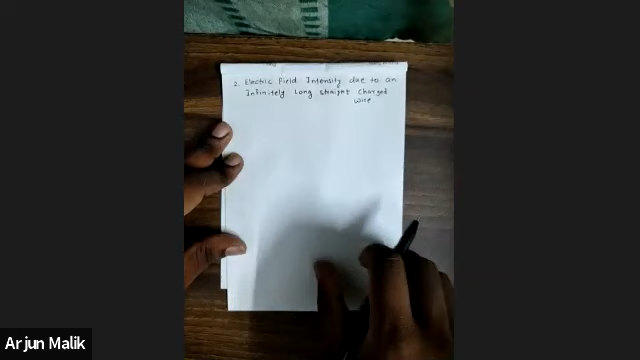 2. Electric Field Intensity due to an
Infinitely Long Straight Charged
wire
Arjun Malik